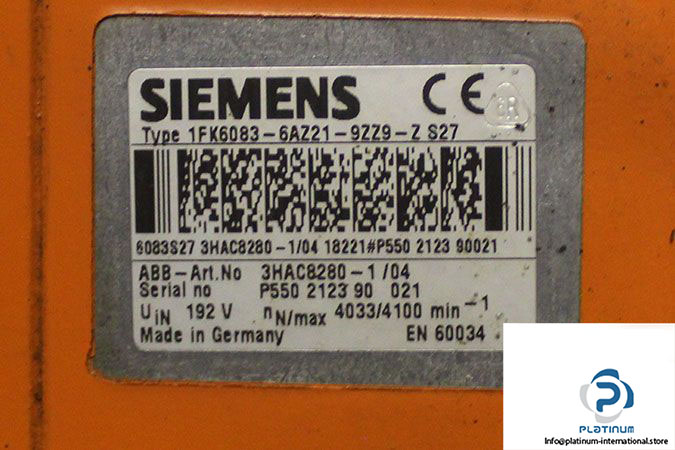 SIEMENS CE
Type 1FK6083-6AZ21-9ZZ9-Z S27
6083S27 3HAC8280-1/04 18221#P550 2123 90021
ABB-Art.No 3HAC8280-1/04
Serial no P550 2123 90 021
U IN 192 V n N/max 4033/4100 min -1
Made in Germany EN 60034
PLATINUM
Info@platinum-international.store